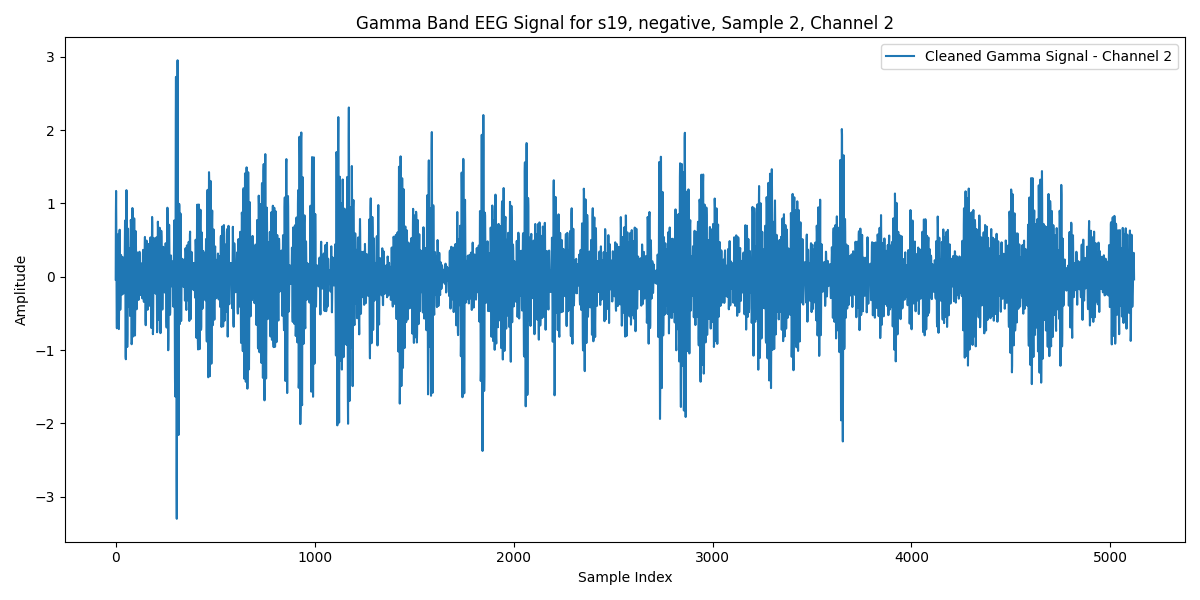 Gamma Band EEG Signal for s19, negative, Sample 2, Channel 2
Cleaned Gamma Signal - Channel 2
3
2
1
0
−1
−2
−3
Amplitude
0 1000 2000 3000 4000 5000
Sample Index